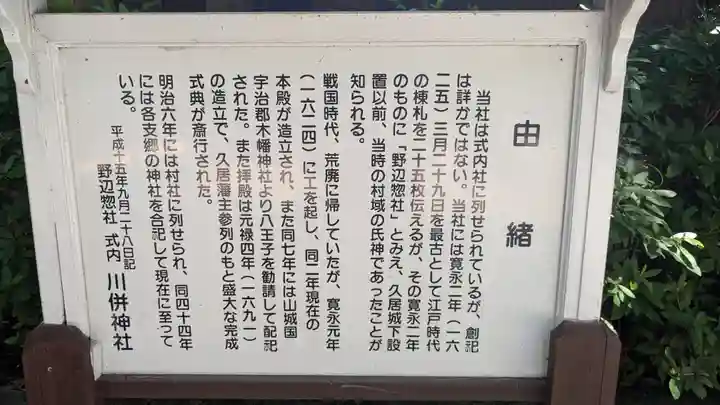 由緒
当社は式内社に列せられているが、創祀
は詳かではない。当社には寛永二年（一六
二五）三月二十九日を最古として江戸時代
の棟札を二十五枚伝えるが、その寛永二年
のものに「野辺惣社」とみえ、久居城下設
置以前、当時の村域の氏神であったことが
知られる。
戦国時代、荒廃に帰していたが、寛永元年
（一六二四）に工を起し、同二年現在の
本殿が造立され、また同七年には山城国
宇治郡木幡神社より八王子を勧請して配祀
された。また拝殿は元禄四年（一六九一）
の造立で、久居藩主参列のもと盛大な完成
式典が斎行された。
明治六年には村社に列せられ、同四十四年
には各支郷の神社を合祀して現在に至って
いる。
平成十五年九月二十八日記
野辺惣社 式内 川併神社